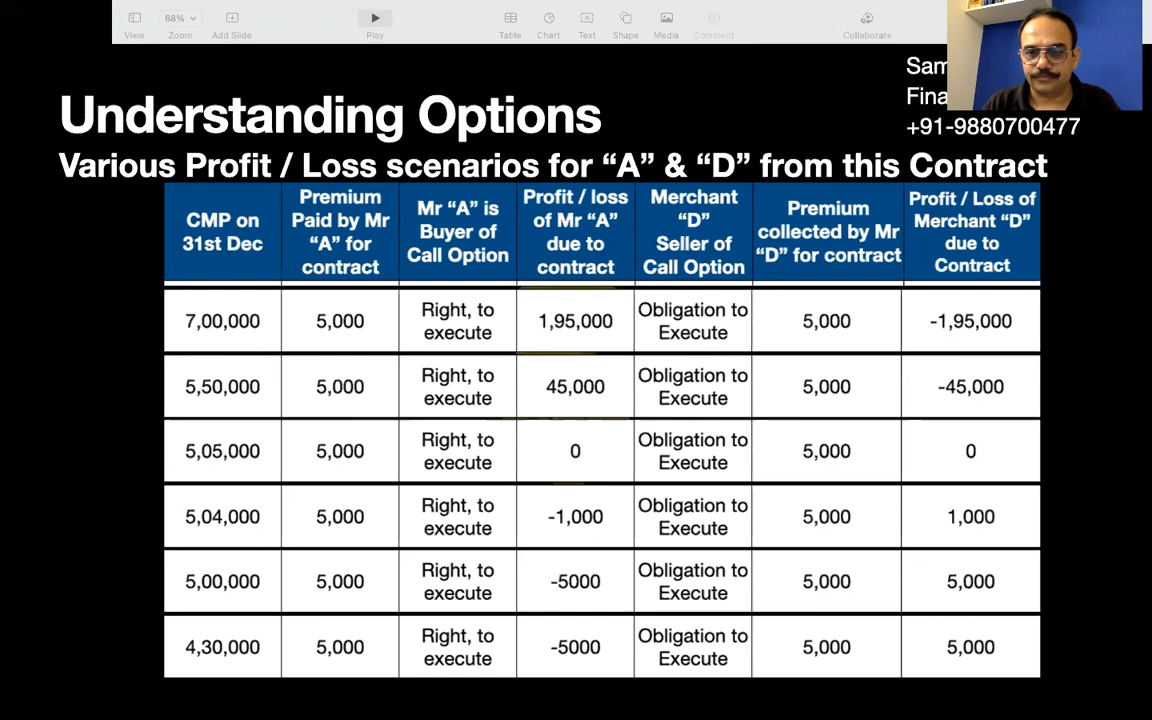 View
68%
Zoom
Add Slide
Play
Table
Chart
Text
Shape
Media
Comment
Collaborate
+91-9880700477
Understanding Options
Various Profit / Loss scenarios for “A” & “D” from this Contract
CMP on
31st Dec
Premium
Paid by Mr
“A” for
contract
Mr “A” is
Buyer of
Call Option
Profit / loss
of Mr “A”
due to
contract
Merchant
“D”
Seller of
Call Option
Premium
collected by Mr
“D” for contract
Profit / Loss of
Merchant “D”
due to
Contract
7,00,000
5,000
Right, to
execute
1,95,000
Obligation to
Execute
5,000
-1,95,000
5,50,000
5,000
Right, to
execute
45,000
Obligation to
Execute
5,000
-45,000
5,05,000
5,000
Right, to
execute
0
Obligation to
Execute
5,000
0
5,04,000
5,000
Right, to
execute
-1,000
Obligation to
Execute
5,000
1,000
5,00,000
5,000
Right, to
execute
-5000
Obligation to
Execute
5,000
5,000
4,30,000
5,000
Right, to
execute
-5000
Obligation to
Execute
5,000
5,000